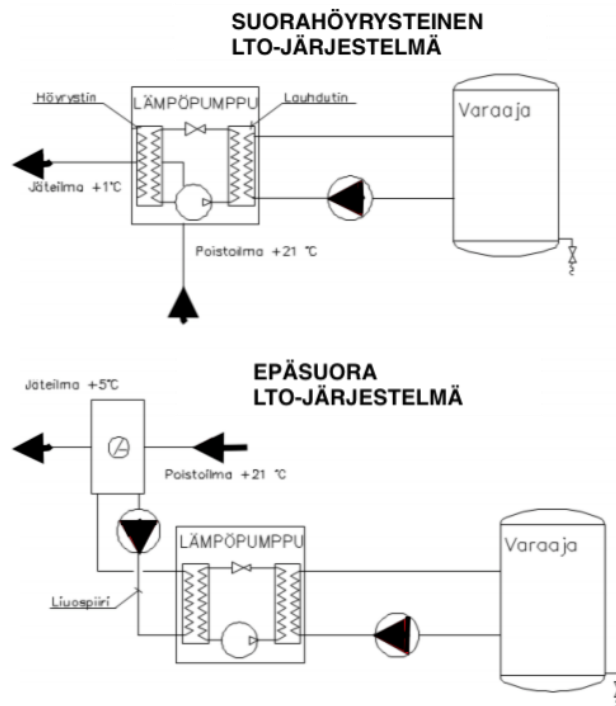 SUORAHÖYRYSTEINEN
LTO-JÄRJESTELMÄ
Höyrystin
LÄMPÖPUMPPU
Lauhdutin
Varaaja
Jäteilma +1°C
Poistoilma +21 °C
EPÄSUORA
LTO-JÄRJESTELMÄ
Jäteilma +5°C
Poistoilma +21 °C
LÄMPÖPUMPPU
Varaaja
Liuospiiri